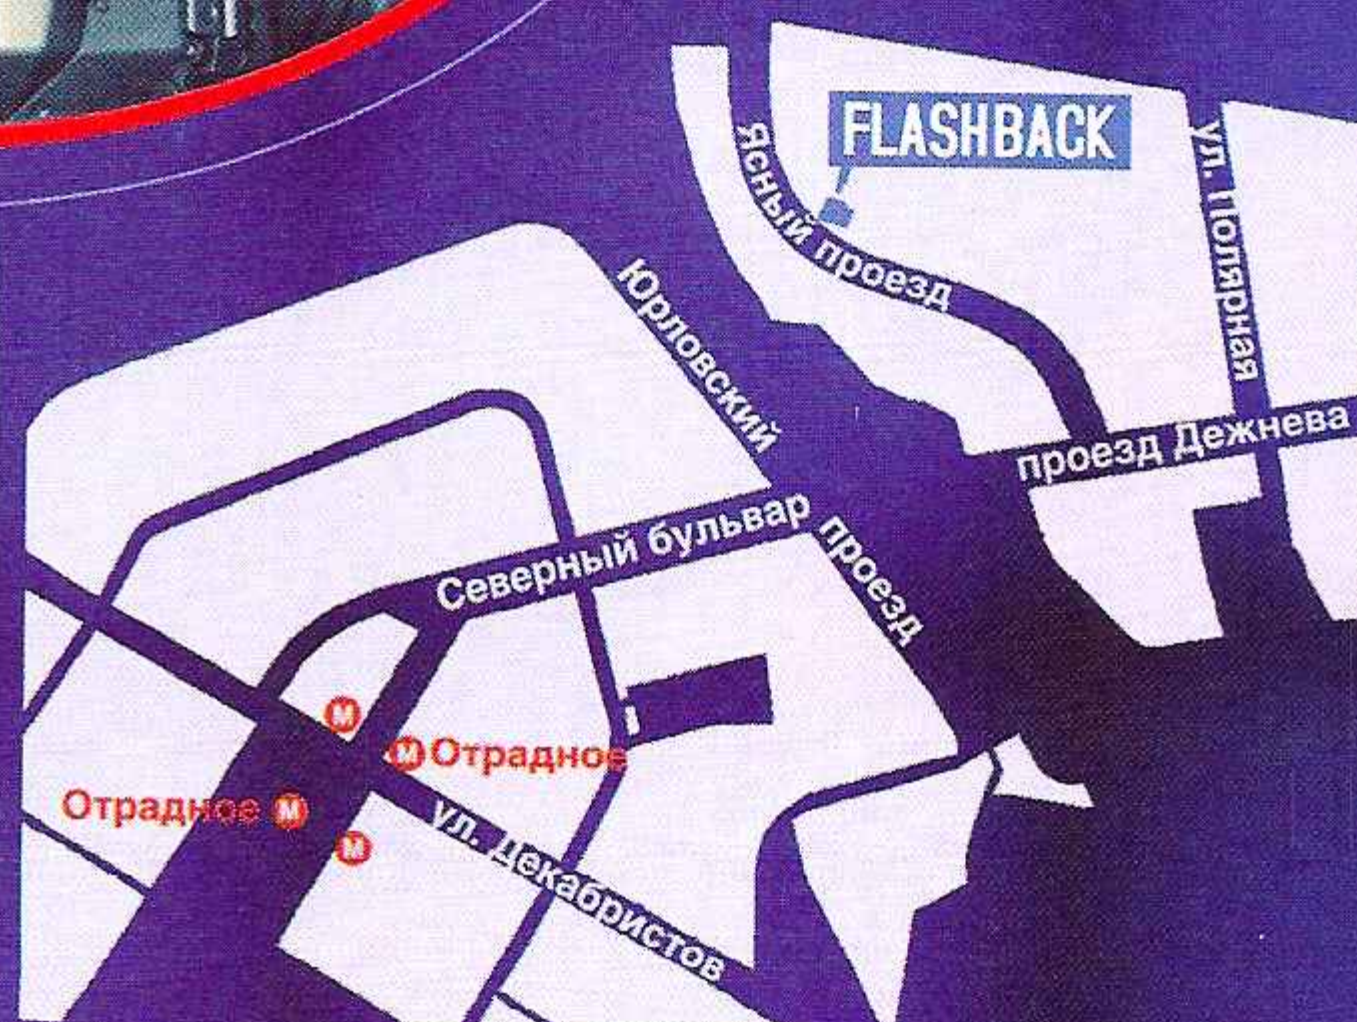 FLASHBACK
Ясный проезд
ул. Полярная
Юрловский
проезд
проезд Дежнева
Северный бульвар
М
М Отрадное
Отрадное М
М
ул. Декабристов